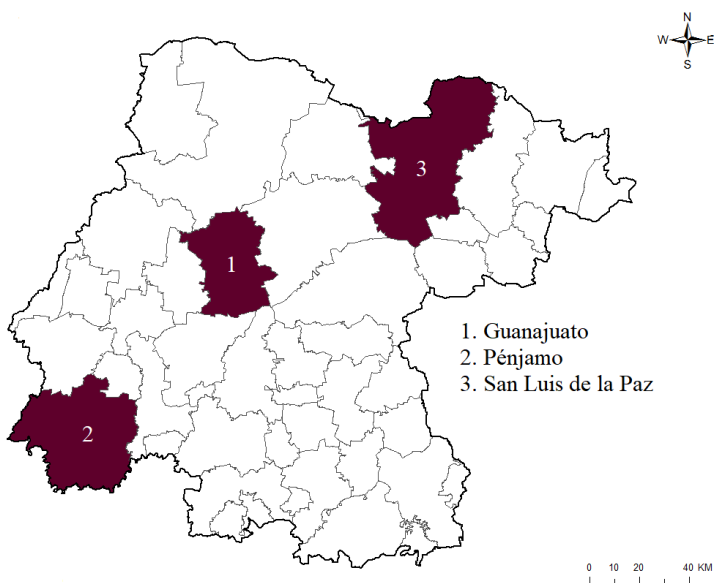 N
W E
S
3
1
1. Guanajuato
2. Pénjamo
3. San Luis de la Paz
2
0 10 20 40 KM